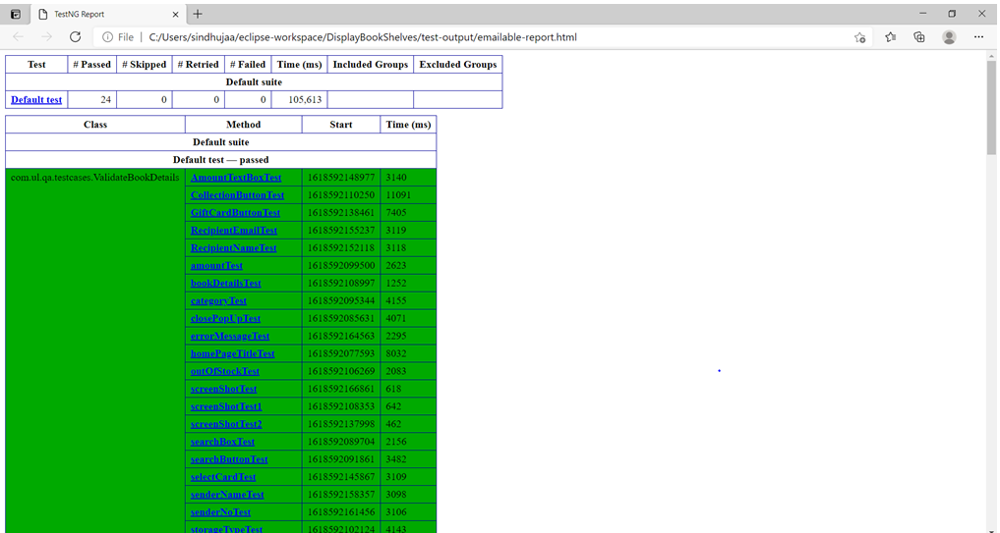 TestNG Report
File | C:/Users/sindhujaa/eclipse-workspace/DisplayBookShelves/test-output/emailable-report.html
Test # Passed # Skipped # Retried # Failed Time (ms) Included Groups Excluded Groups
Default suite
Default test 24 0 0 0 105,613
Class Method Start Time (ms)
Default suite
Default test — passed
com.ul.qa.testcases.ValidateBookDetails AmountTextBoxTest 1618592148977 3140
CollectionButtonTest 1618592110250 11091
GiftCardButtonTest 1618592138461 7405
RecipientEmailTest 1618592155237 3119
RecipientNameTest 1618592152118 3118
amountTest 1618592099500 2623
bookDetailsTest 1618592108997 1252
categoryTest 1618592095344 4155
closePopUpTest 1618592085631 4071
errorMessageTest 1618592164563 2295
homePageTitleTest 1618592077593 8032
outOfStockTest 1618592106269 2083
screenShotTest 1618592166861 618
screenShotTest1 1618592108353 642
screenShotTest2 1618592137998 462
searchBoxTest 1618592089704 2156
searchButtonTest 1618592091861 3482
selectCardTest 1618592145867 3109
senderNameTest 1618592158357 3098
senderNoTest 1618592161456 3106
storageTypeTest 1618592102124 4143